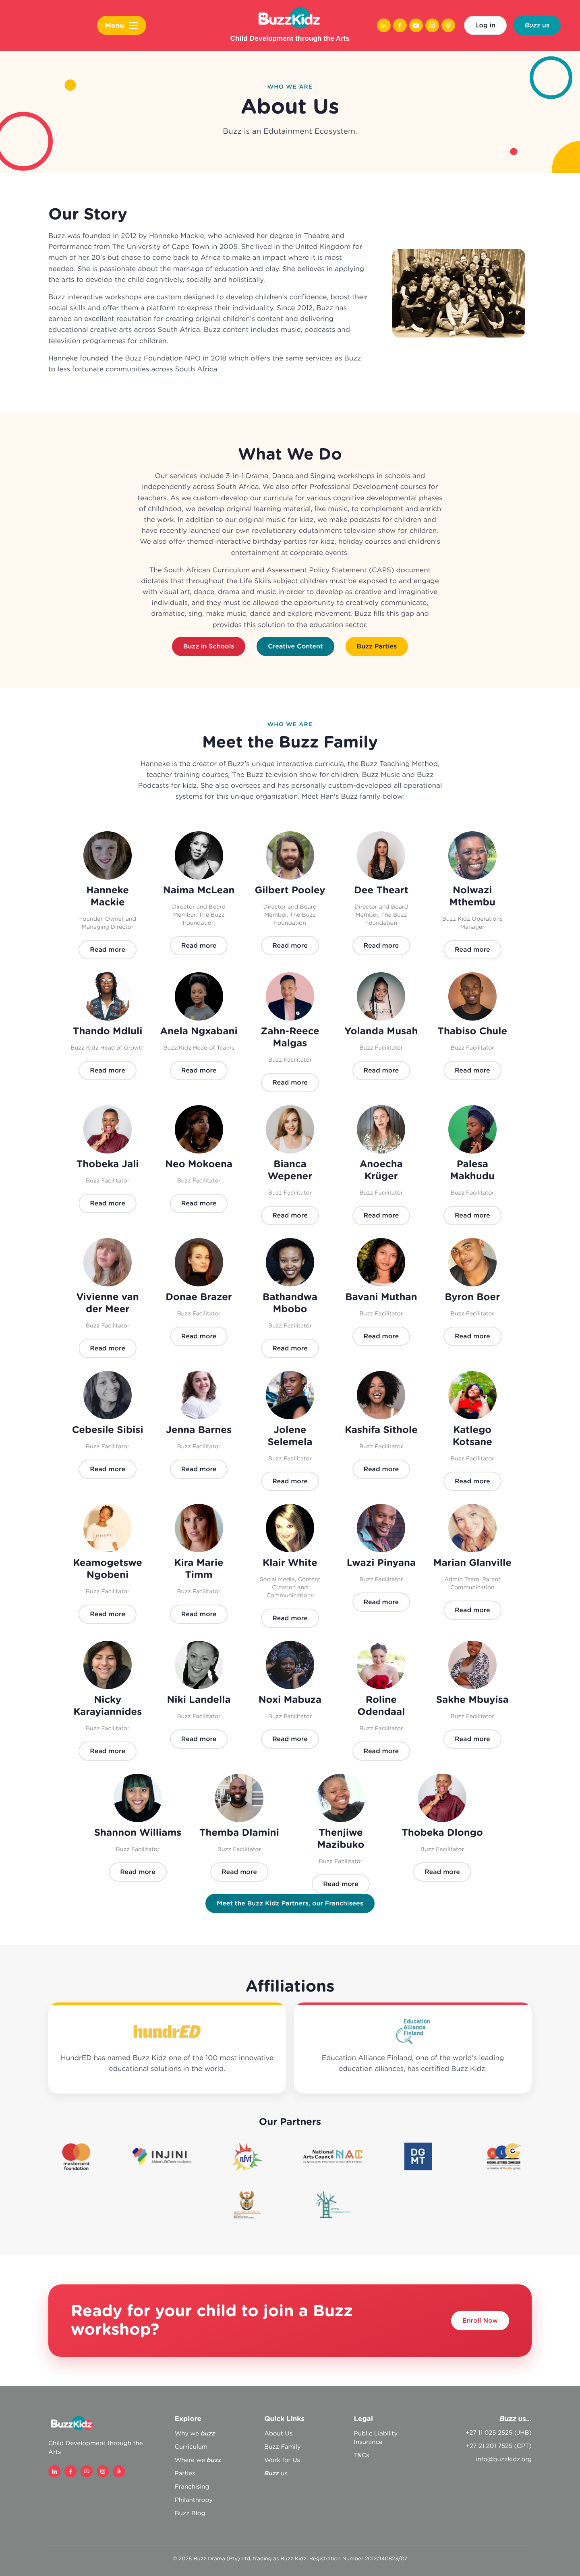 Menu
BuzzKidz
Child Development through the Arts
Log in
Buzz us
WHO WE ARE
About Us
Buzz is an Edutainment Ecosystem.
Our Story
Buzz was founded in 2012 by Hanneke Mackie, who achieved her degree in Theatre and
Performance from The University of Cape Town in 2005. She lived in the United Kingdom for
much of her 20's but chose to come back to Africa to make an impact where it is most
needed. She is passionate about the marriage of education and play. She believes in applying
the arts to develop the child cognitively, socially and holistically.
Buzz interactive workshops are custom designed to develop children's confidence, boost their
social skills and offer them a platform to express their individuality. Since 2012, Buzz has
earned an excellent reputation for creating original children's content and delivering
educational creative arts across South Africa. Buzz content includes music, podcasts and
television programmes for children.
Hanneke founded The Buzz Foundation NPO in 2018 which offers the same services as Buzz
to less fortunate communities across South Africa.
What We Do
Our services include 3-in-1 Drama, Dance and Singing workshops in schools and
independently across South Africa. We also offer Professional Development courses for
teachers. As we custom-develop our curricula for various cognitive developmental phases
of childhood, we develop original learning material, like music, to complement and enrich
the work. In addition to our original music for kidz, we make podcasts for children and
have recently launched our own revolutionary edutainment television show for children.
We also offer themed interactive birthday parties for kidz, holiday courses and children's
entertainment at corporate events.
The South African Curriculum and Assessment Policy Statement (CAPS) document
dictates that throughout the Life Skills subject children must be exposed to and engage
with visual art, dance, drama and music in order to develop as creative and imaginative
individuals, and they must be allowed the opportunity to creatively communicate,
dramatise, sing, make music, dance and explore movement. Buzz fills this gap and
provides this solution to the education sector.
Buzz in Schools
Creative Content
Buzz Parties
WHO WE ARE
Meet the Buzz Family
Hanneke is the creator of Buzz's unique interactive curricula, the Buzz Teaching Method,
teacher training courses, The Buzz television show for children, Buzz Music and Buzz
Podcasts for kidz. She also oversees and has personally custom-developed all operational
systems for this unique organisation. Meet Han's Buzz family below:
Hanneke
Mackie
Founder, Owner and
Managing Director
Read more
Naima McLean
Director and Board
Member, The Buzz
Foundation
Read more
Gilbert Pooley
Director and Board
Member, The Buzz
Foundation
Read more
Dee Theart
Director and Board
Member, The Buzz
Foundation
Read more
Nolwazi
Mthembu
Buzz Kidz Operations
Manager
Read more
Thando Mdluli
Buzz Kidz Head of Growth
Read more
Anela Ngxabani
Buzz Kidz Head of Teams
Read more
Zahn-Reece
Malgas
Buzz Facilitator
Read more
Yolanda Musah
Buzz Facilitator
Read more
Thabiso Chule
Buzz Facilitator
Read more
Thobeka Jali
Buzz Facilitator
Read more
Neo Mokoena
Buzz Facilitator
Read more
Bianca
Wepener
Buzz Facilitator
Read more
Anoecha
Krüger
Buzz Facilitator
Read more
Palesa
Makhudu
Buzz Facilitator
Read more
Vivienne van
der Meer
Buzz Facilitator
Read more
Donae Brazer
Buzz Facilitator
Read more
Bathandwa
Mbobo
Buzz Facilitator
Read more
Bavani Muthan
Buzz Facilitator
Read more
Byron Boer
Buzz Facilitator
Read more
Cebesile Sibisi
Buzz Facilitator
Read more
Jenna Barnes
Buzz Facilitator
Read more
Jolene
Selemela
Buzz Facilitator
Read more
Kashifa Sithole
Buzz Facilitator
Read more
Katlego
Kotsane
Buzz Facilitator
Read more
Keamogetswe
Ngobeni
Buzz Facilitator
Read more
Kira Marie
Timm
Buzz Facilitator
Read more
Klair White
Social Media, Content
Creation and
Communications
Read more
Lwazi Pinyana
Buzz Facilitator
Read more
Marian Glanville
Admin Team: Parent
Communication
Read more
Nicky
Karayiannides
Buzz Facilitator
Read more
Niki Landella
Buzz Facilitator
Read more
Noxi Mabuza
Buzz Facilitator
Read more
Roline
Odendaal
Buzz Facilitator
Read more
Sakhe Mbuyisa
Buzz Facilitator
Read more
Shannon Williams
Buzz Facilitator
Read more
Themba Dlamini
Buzz Facilitator
Read more
Thenjiwe
Mazibuko
Buzz Facilitator
Read more
Thobeka Dlongo
Buzz Facilitator
Read more
Meet the Buzz Kidz Partners, our Franchisees
Affiliations
hundrED
HundrED has named Buzz Kidz one of the 100 most innovative
educational solutions in the world.
Education
Alliance
Finland
Education Alliance Finland, one of the world's leading
education alliances, has certified Buzz Kidz.
Our Partners
mastercard
foundation
INJINI
Africa's EdTech Incubator
nfvf
National
Arts Council
NAC
DG
MT
NLC
Ready for your child to join a Buzz
workshop?
Enroll Now
BuzzKidz
Child Development through the
Arts
Explore
Why we buzz
Curriculum
Where we buzz
Parties
Franchising
Philanthropy
Buzz Blog
Quick Links
About Us
Buzz Family
Work for Us
Buzz us
Legal
Public Liability
Insurance
T&Cs
Buzz us...
+27 11 025 2525 (JHB)
+27 21 201 7525 (CPT)
info@buzzkidz.org
© 2026 Buzz Drama (Pty) Ltd, trading as Buzz Kidz. Registration Number 2012/140823/07